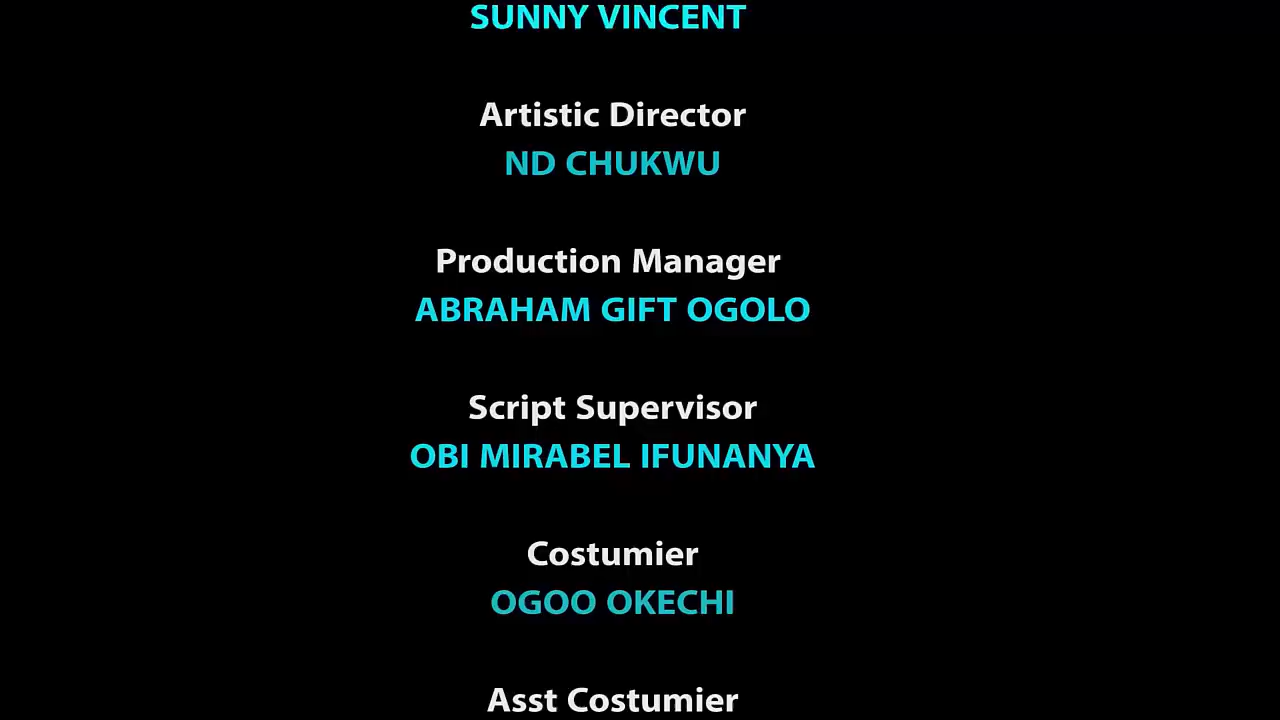 SUNNY VINCENT
Artistic Director
ND CHUKWU
Production Manager
ABRAHAM GIFT OGOLO
Script Supervisor
OBI MIRABEL IFUNANYA
Costumier
OGOO OKECHI
Asst Costumier